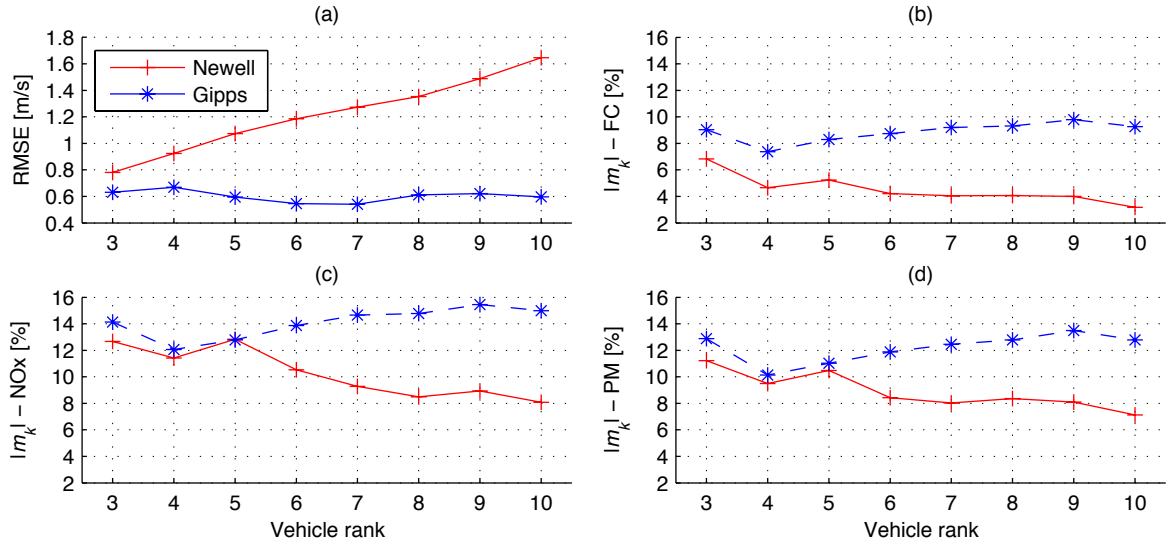 (a)
RMSE [m/s]
1.8
1.6
1.4
1.2
1
0.8
0.6
0.4
Newell
Gipps
3 4 5 6 7 8 9 10
(b)
|m_k| − FC [%]
16
14
12
10
8
6
4
2
3 4 5 6 7 8 9 10
(c)
|m_k| − NOx [%]
16
14
12
10
8
6
4
2
3 4 5 6 7 8 9 10
Vehicle rank
(d)
|m_k| − PM [%]
16
14
12
10
8
6
4
2
3 4 5 6 7 8 9 10
Vehicle rank